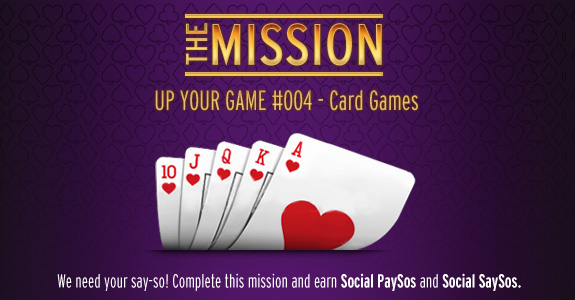 THE MISSION
UP YOUR GAME #004 - Card Games
10 J Q K A
We need your say-so! Complete this mission and earn Social PaySos and Social SaySos.